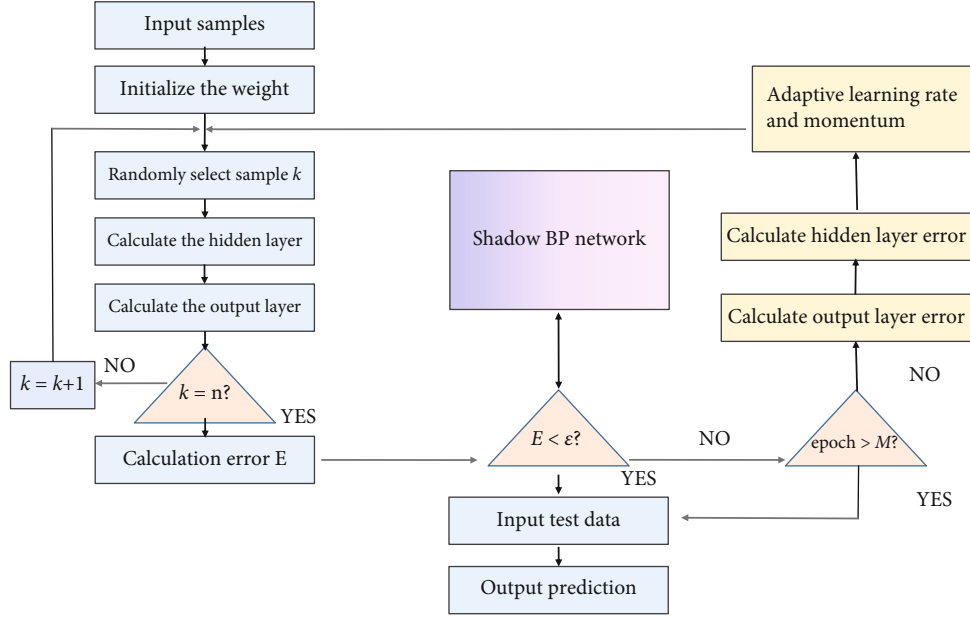 Input samples
Initialize the weight
Randomly select sample k
Calculate the hidden layer
Calculate the output layer
NO
k = k+1
k = n?
YES
Calculation error E
Shadow BP network
E < ε?
NO
YES
Input test data
Output prediction
Adaptive learning rate
and momentum
Calculate hidden layer error
Calculate output layer error
NO
epoch > M?
YES